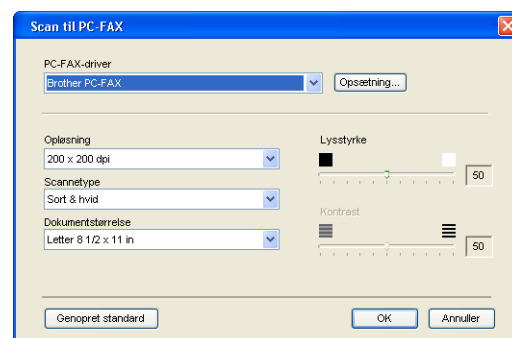 Scan til PC-FAX
PC-FAX-driver
Brother PC-FAX
Opsætning...
Opløsning
200 x 200 dpi
Scannetype
Sort & hvid
Dokumentstørrelse
Letter 8 1/2 x 11 in
Lysstyrke
50
Kontrast
50
Genopret standard
OK
Annuller